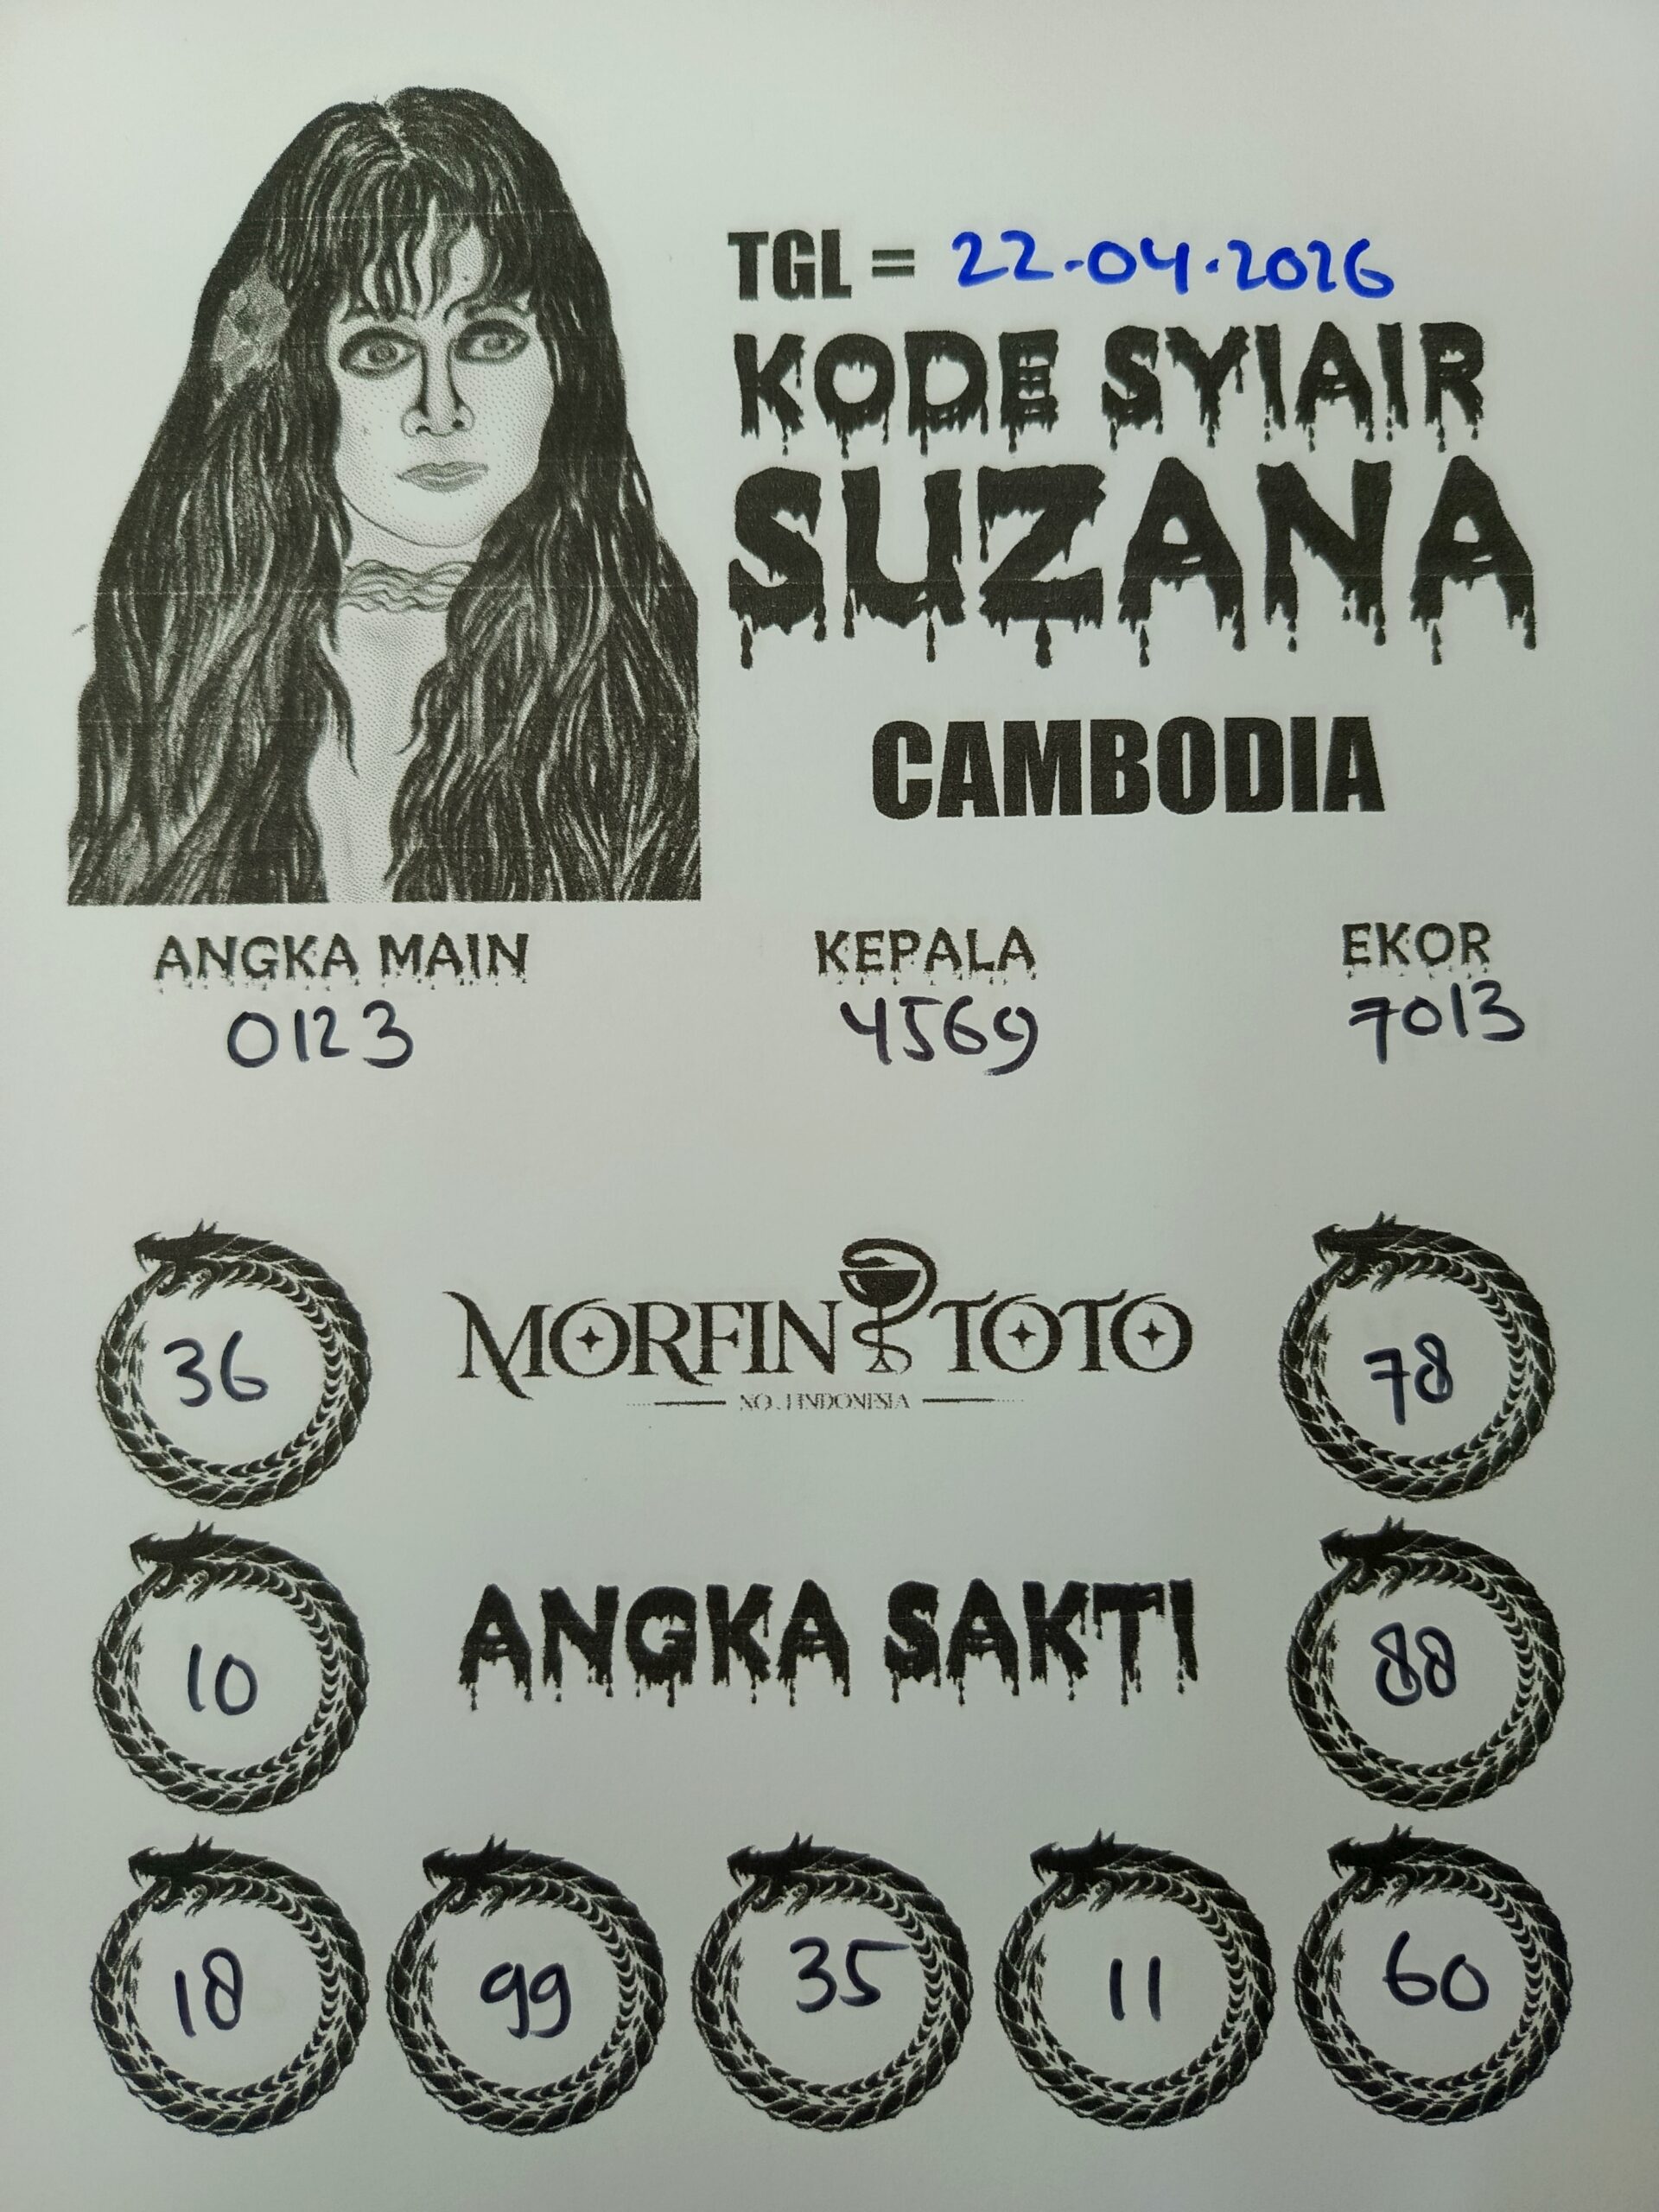 TGL = 22-04-2026
KODE SYIAIR
SUZANA
CAMBODIA
ANGKA MAIN KEPALA EKOR
0123 4569 7013
36 MORFIN TOTO 78
NO.1 INDONESIA
10 ANGKA SAKTI 88
18 99 35 11 60